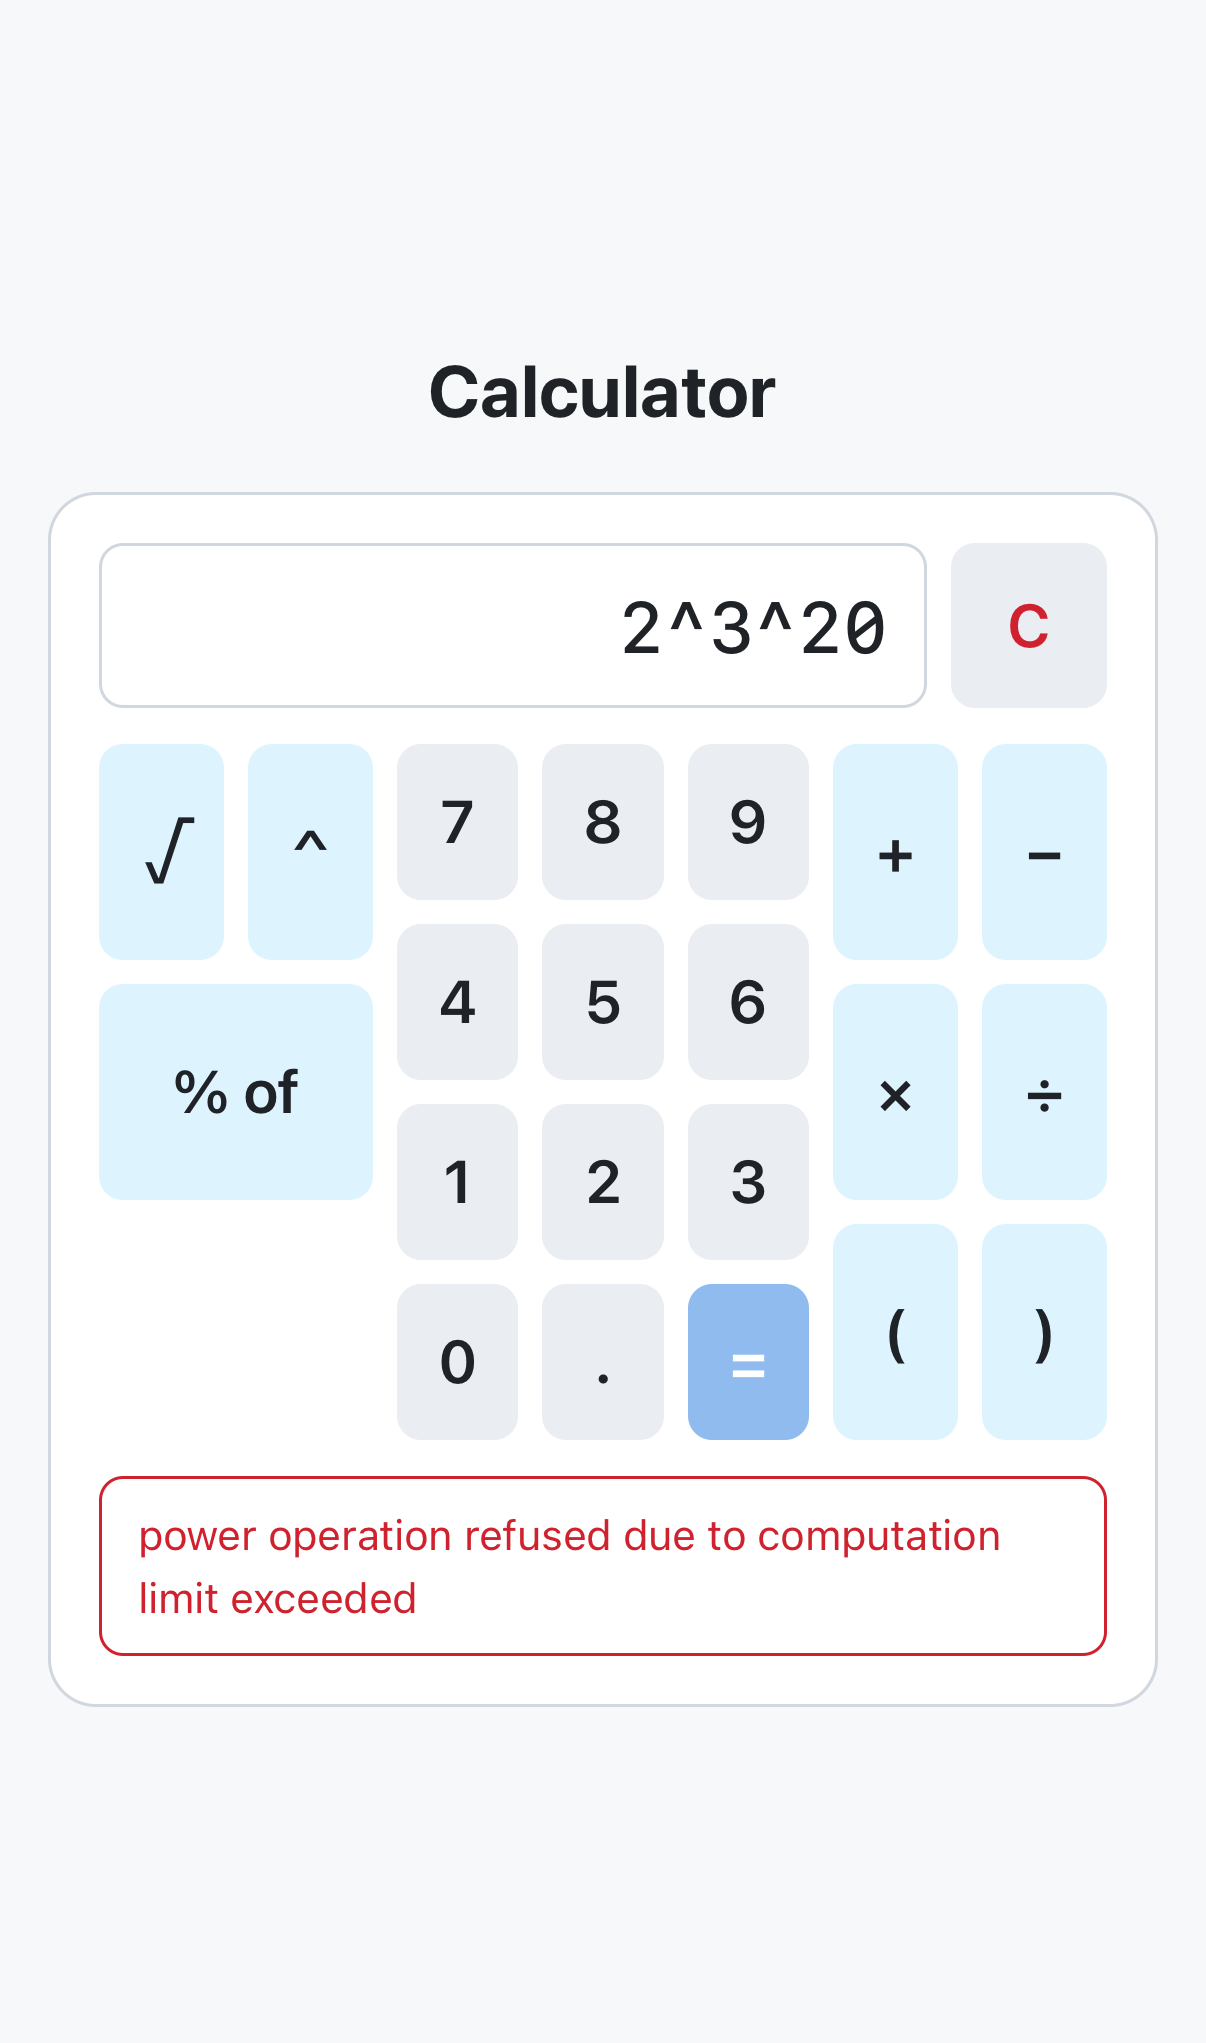 Calculator
2^3^20 C
√ ^ 7 8 9 + −
4 5 6
% of × ÷
1 2 3
( )
0 . =
power operation refused due to computation
limit exceeded